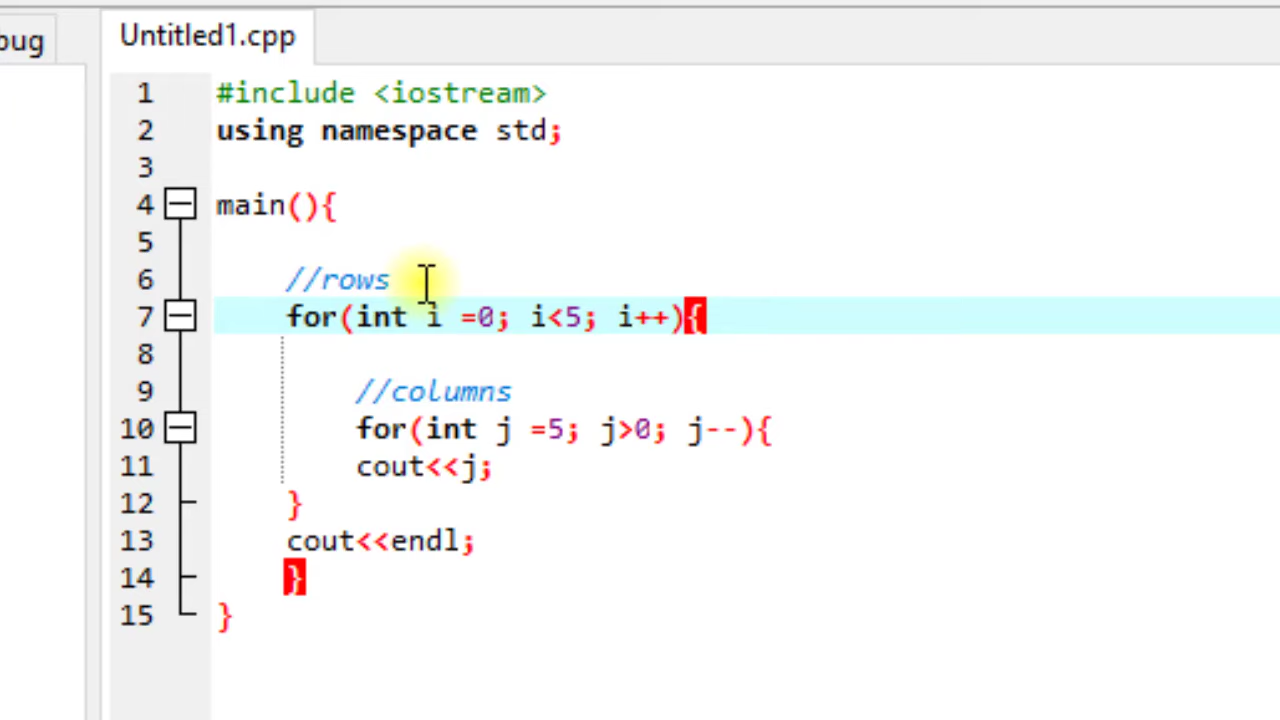 bug
Untitled1.cpp
1 #include <iostream>
2 using namespace std;
3
4 main(){
5
6 //rows
7 for(int i =0; i<5; i++){
8
9 //columns
10 for(int j =5; j>0; j--){
11 cout<<j;
12 }
13 cout<<endl;
14 }
15 }